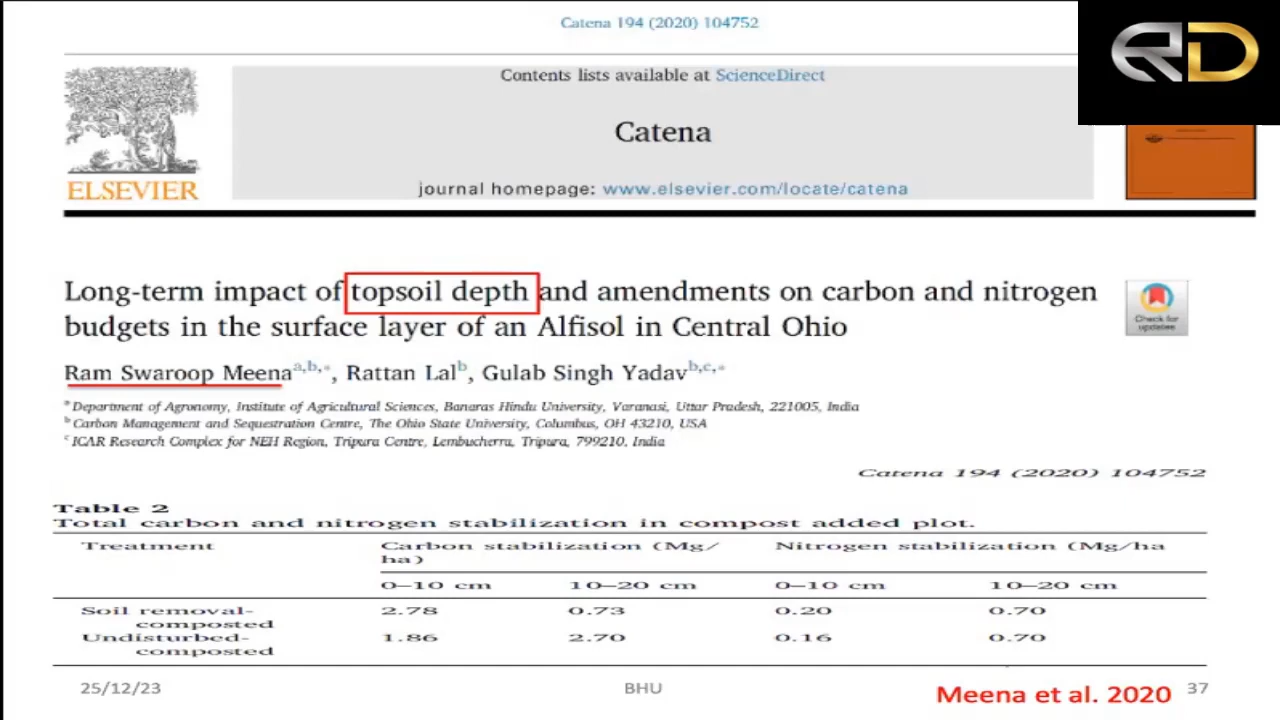 Catena 194 (2020) 104752
RD
Contents lists available at ScienceDirect
Catena
journal homepage: www.elsevier.com/locate/catena
ELSEVIER
Long-term impact of topsoil depth and amendments on carbon and nitrogen
budgets in the surface layer of an Alfisol in Central Ohio
Check for
updates
Ram Swaroop Meena a,b,*, Rattan Lal b, Gulab Singh Yadav b,c,*
a Department of Agronomy, Institute of Agricultural Sciences, Banaras Hindu University, Varanasi, Uttar Pradesh, 221005, India
b Carbon Management and Sequestration Centre, The Ohio State University, Columbus, OH 43210, USA
c ICAR Research Complex for NEH Region, Tripura Centre, Lembucherra, Tripura, 799210, India
Catena 194 (2020) 104752
Table 2
Total carbon and nitrogen stabilization in compost added plot.
Treatment Carbon stabilization (Mg/ Nitrogen stabilization (Mg/ha
ha)
0–10 cm 10–20 cm 0–10 cm 10–20 cm
Soil removal- 2.78 0.73 0.20 0.70
composted
Undisturbed- 1.86 2.70 0.16 0.70
composted
25/12/23 BHU Meena et al. 2020 37